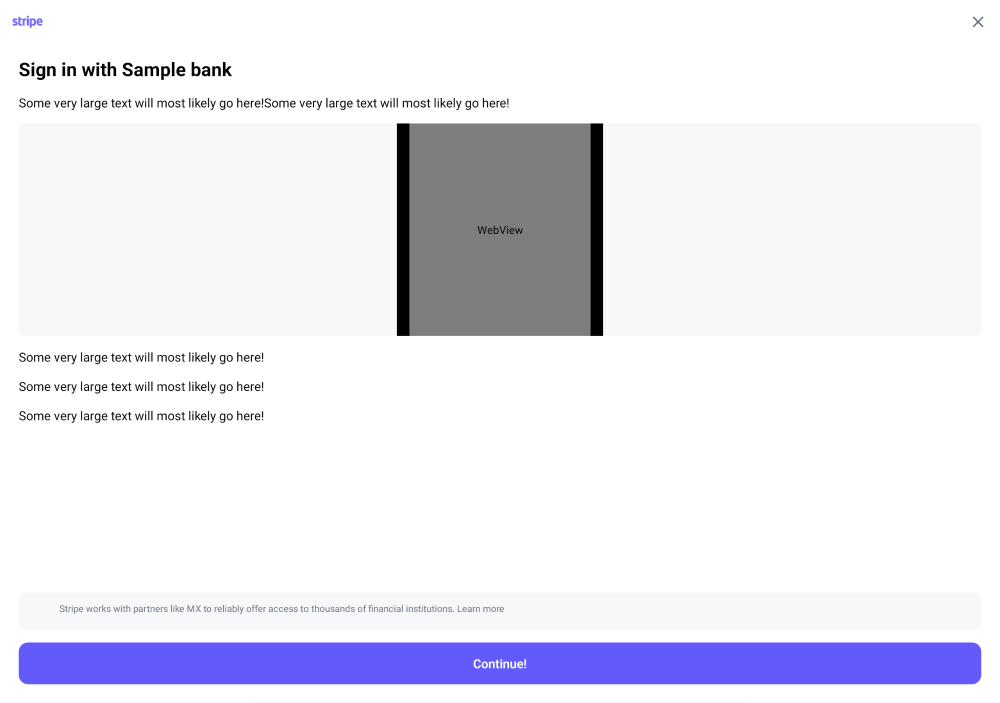 stripe
Sign in with Sample bank
Some very large text will most likely go here!Some very large text will most likely go here!
WebView
Some very large text will most likely go here!
Some very large text will most likely go here!
Some very large text will most likely go here!
Stripe works with partners like MX to reliably offer access to thousands of financial institutions. Learn more
Continue!